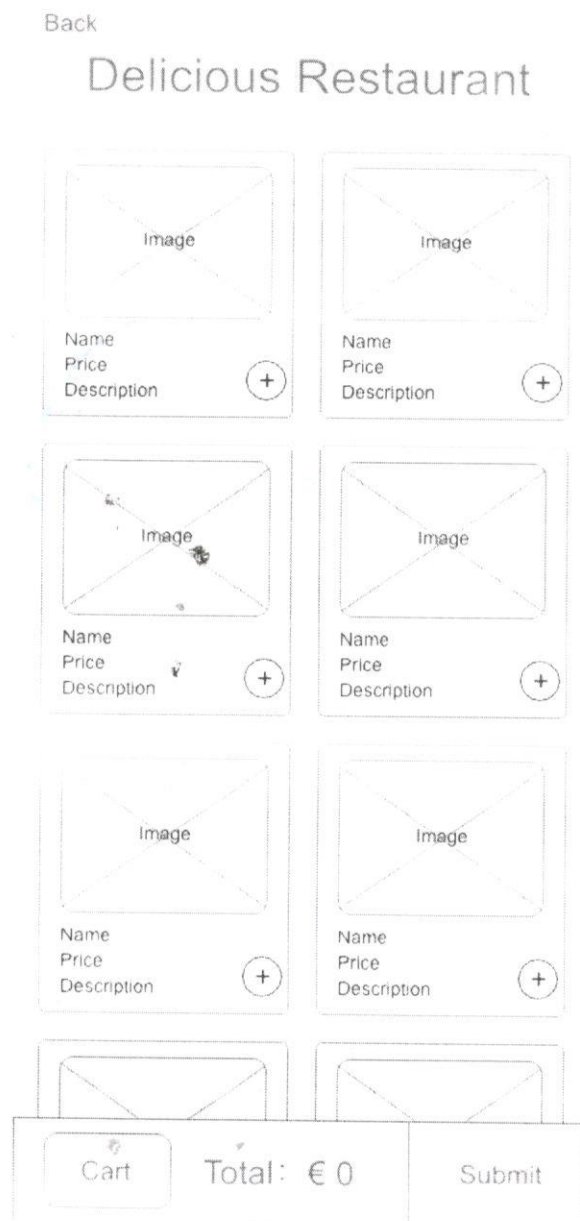 Back
Delicious Restaurant
Image
Image
Name
Price
Description
+
Name
Price
Description
+
Image
Image
Name
Price
Description
+
Name
Price
Description
+
Image
Image
Name
Price
Description
+
Name
Price
Description
+
Cart
Total: € 0
Submit